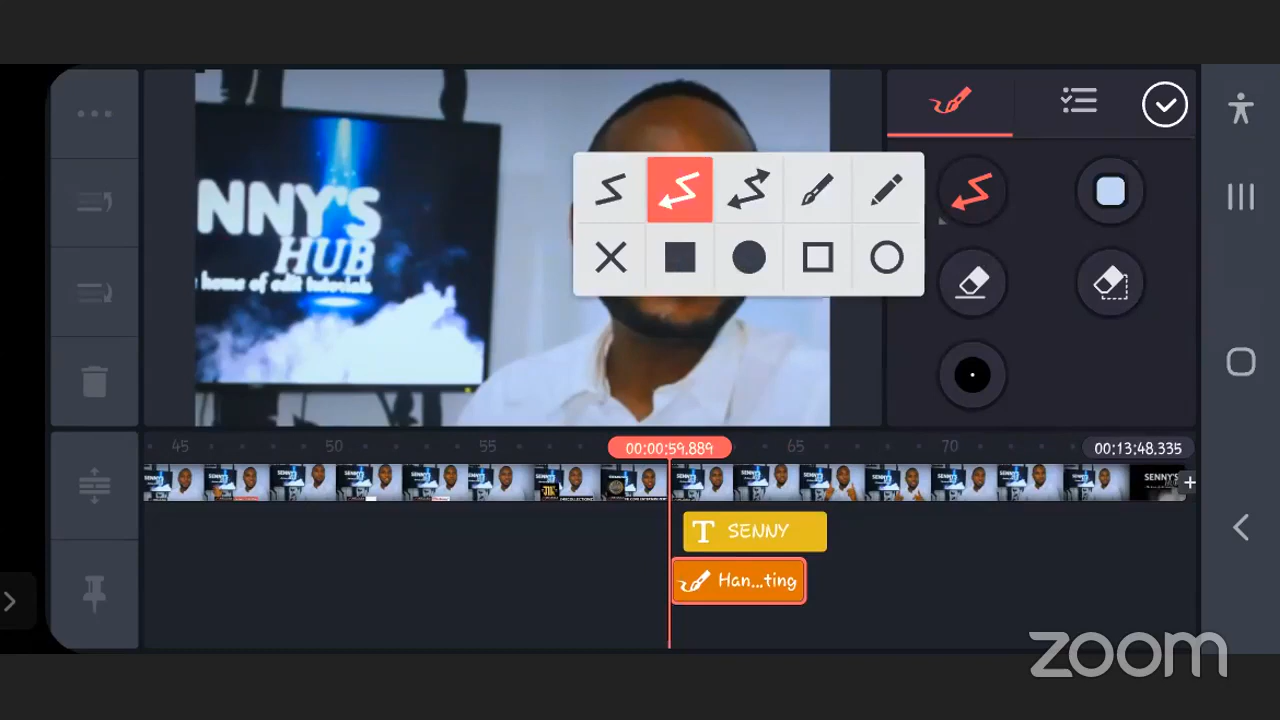 NNY'S
HUB
home of edit tutorials
45
50
55
00:00:59.889
65
70
00:13:48.335
SENNY'S
T SENNY
Han...ting
zoom